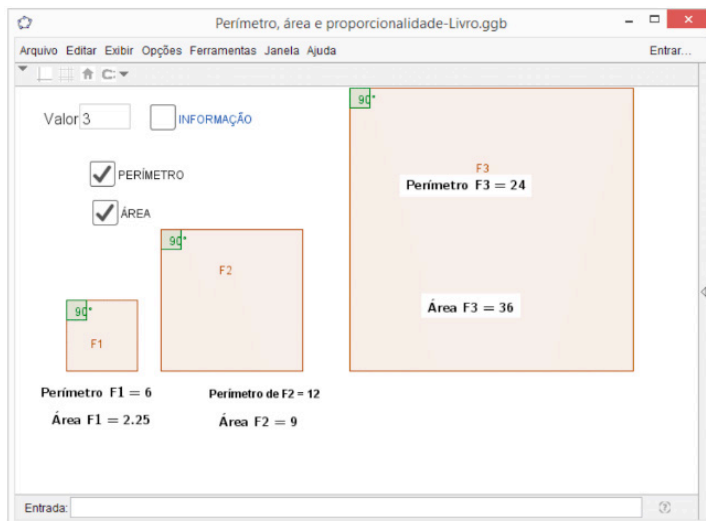 Perímetro, área e proporcionalidade-Livro.ggb
Arquivo Editar Exibir Opções Ferramentas Janela Ajuda Entrar...
Valor 3 INFORMAÇÃO
PERÍMETRO
ÁREA
90°
F3
Perímetro F3 = 24
Área F3 = 36
90°
F2
90°
F1
Perímetro F1 = 6
Área F1 = 2.25
Perímetro de F2 = 12
Área F2 = 9
Entrada: